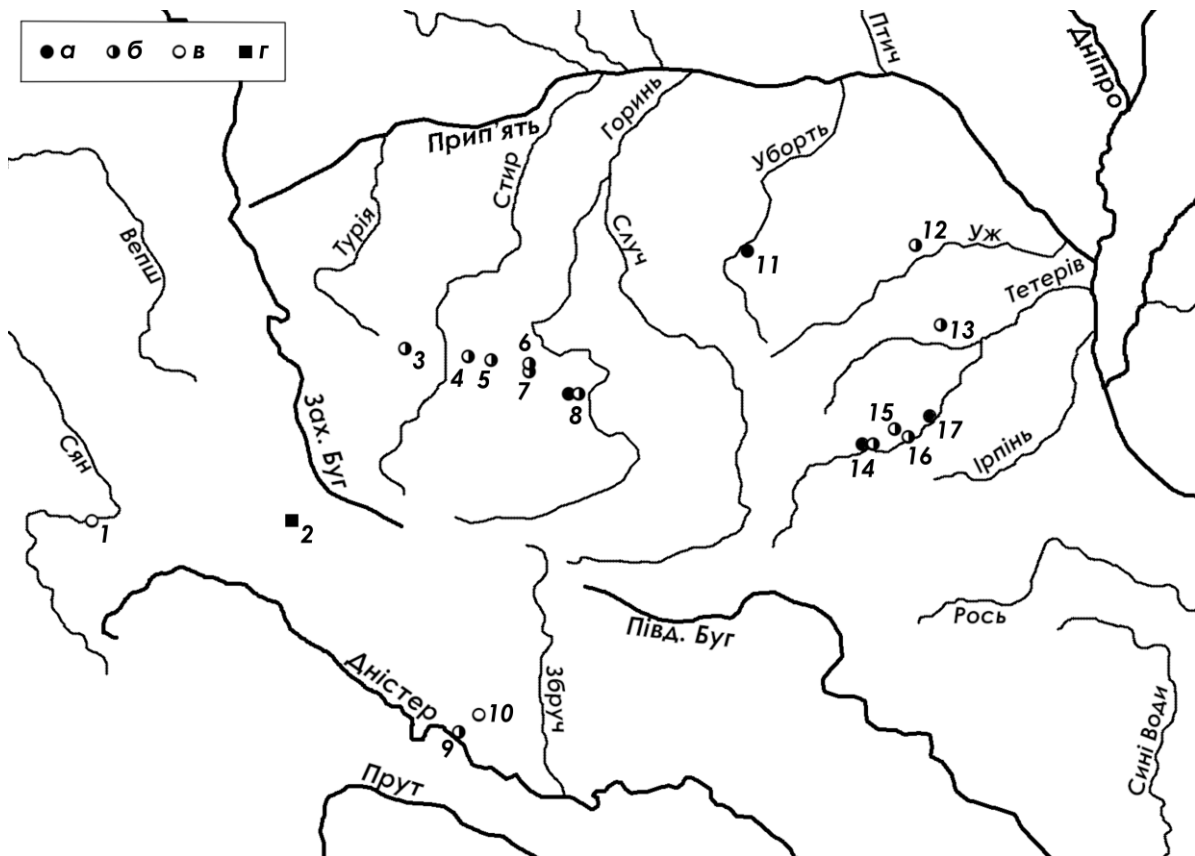 а б в г
Птич
Дніпро
Горинь
Прип'ять
Уборть
Стир
Турія
Случ
Вепш
12
Уж
11
Тетерів
13
6
3
4
5
7
8
Зах. Буг
15
17
16
14
Ірпінь
Сян
1
2
Рось
Півд. Буг
Збруч
Дністер
10
9
Сині Води
Прут